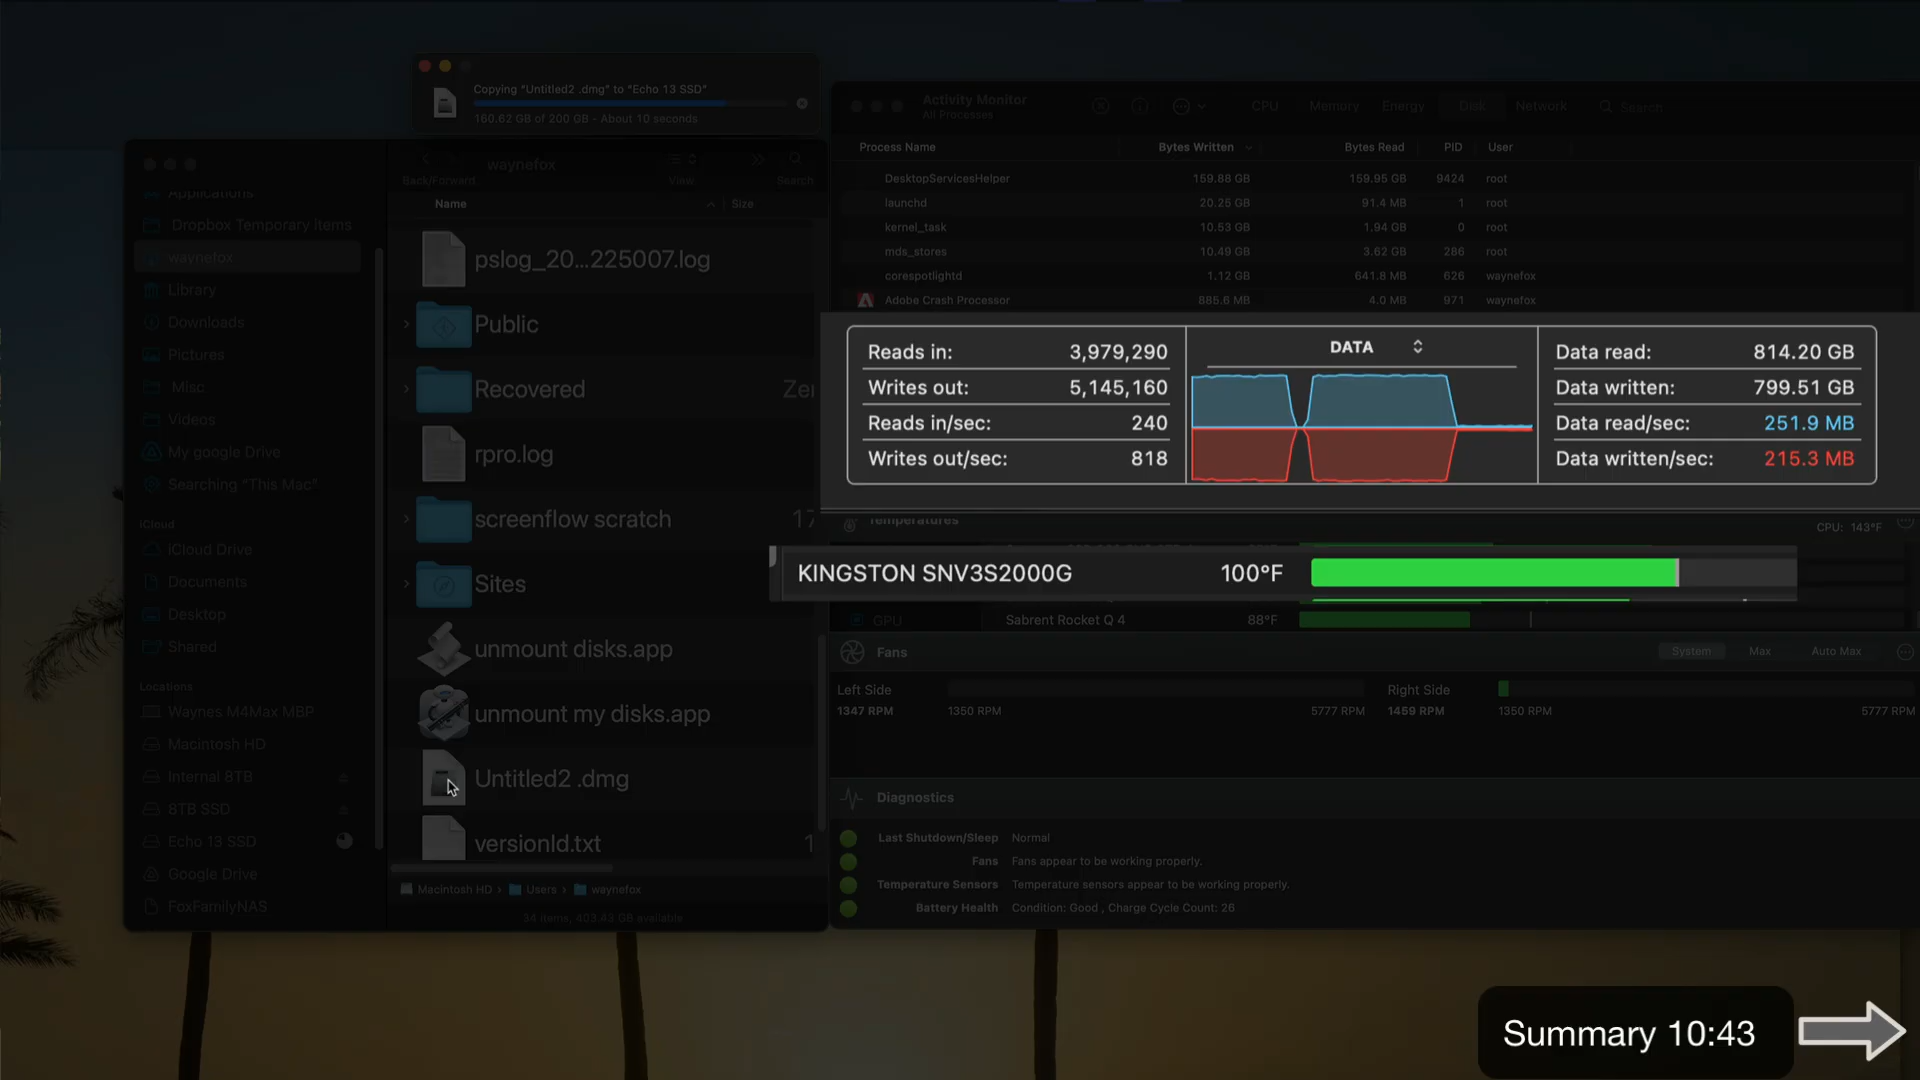 Copying "Untitled2 .dmg" to "Echo 13 SSD"
160.62 GB of 200 GB - About 10 seconds
waynefox
Back/Forward
View
Search
Name
Size
Applications
Dropbox Temporary items
waynefox
Library
Downloads
Pictures
Misc
Videos
My google Drive
Searching "This Mac"
iCloud
iCloud Drive
Documents
Desktop
Shared
Locations
Waynes M4Max MBP
Macintosh HD
Internal 8TB
8TB SSD
Echo 13 SSD
Google Drive
FoxFamilyNAS
pslog_20...225007.log
Public
Recovered
Zer
rpro.log
screenflow scratch
17
Sites
unmount disks.app
unmount my disks.app
Untitled2 .dmg
versionId.txt
1
Macintosh HD › Users › waynefox
34 items, 403.43 GB available
Activity Monitor
All Processes
CPU Memory Energy Disk Network Search
Process Name Bytes Written Bytes Read PID User
DesktopServicesHelper 159.88 GB 159.95 GB 9424 root
launchd 20.25 GB 91.4 MB 1 root
kernel_task 10.53 GB 1.94 GB 0 root
mds_stores 10.49 GB 3.62 GB 286 root
corespotlightd 1.12 GB 641.8 MB 626 waynefox
Adobe Crash Processor 885.6 MB 4.0 MB 971 waynefox
Reads in: 3,979,290
Writes out: 5,145,160
Reads in/sec: 240
Writes out/sec: 818
DATA
Data read: 814.20 GB
Data written: 799.51 GB
Data read/sec: 251.9 MB
Data written/sec: 215.3 MB
Temperatures
CPU: 143°F
KINGSTON SNV3S2000G 100°F
GPU
Sabrent Rocket Q 4 88°F
Fans
System Max Auto Max
Left Side
1347 RPM 1350 RPM 5777 RPM
Right Side
1459 RPM 1350 RPM 5777 RPM
Diagnostics
Last Shutdown/Sleep Normal
Fans Fans appear to be working properly.
Temperature Sensors Temperature sensors appear to be working properly.
Battery Health Condition: Good , Charge Cycle Count: 26
Summary 10:43